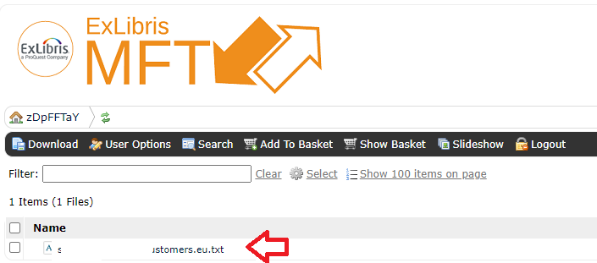 ExLibris
MFT
ExLibris
a ProQuest Company
zDpFFTaY
Download User Options Search Add To Basket Show Basket Slideshow Logout
Filter: Clear Select Show 100 items on page
1 Items (1 Files)
Name
A s ustomers.eu.txt